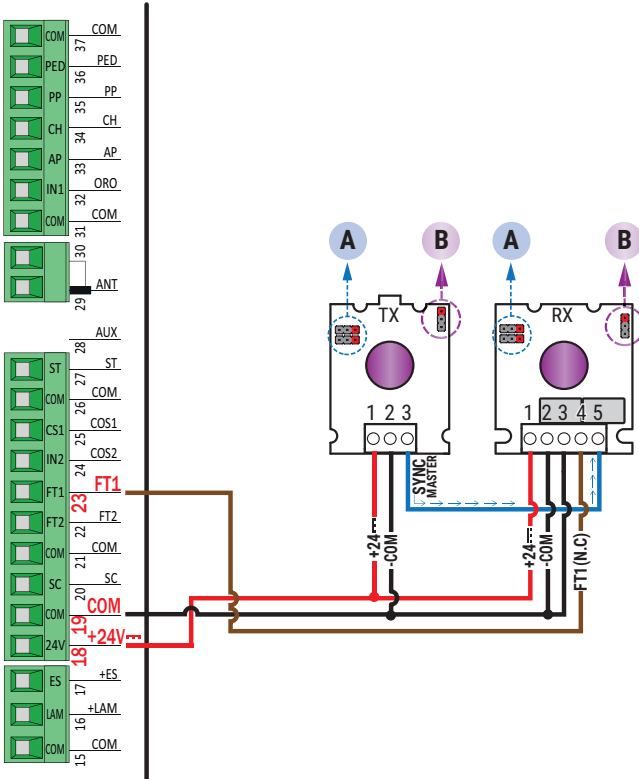 COM 37 COM
PED 36 PED
PP 35 PP
CH 34 CH
AP 33 AP
IN1 32 ORO
COM 31 COM
30
29 ANT
28 AUX
ST 27 ST
COM 26 COM
CS1 25 COS1
IN2 24 COS2
FT1 23 FT1
FT2 22 FT2
COM 21 COM
SC 20 SC
COM 19 COM
24V 18 +24V
ES 17 +ES
LAM 16 +LAM
COM 15 COM
A B A B
TX RX
1 2 3 1 2 3 4 5
SYNC
MASTER
+24
-COM
+24
-COM
FT1 (N.C)